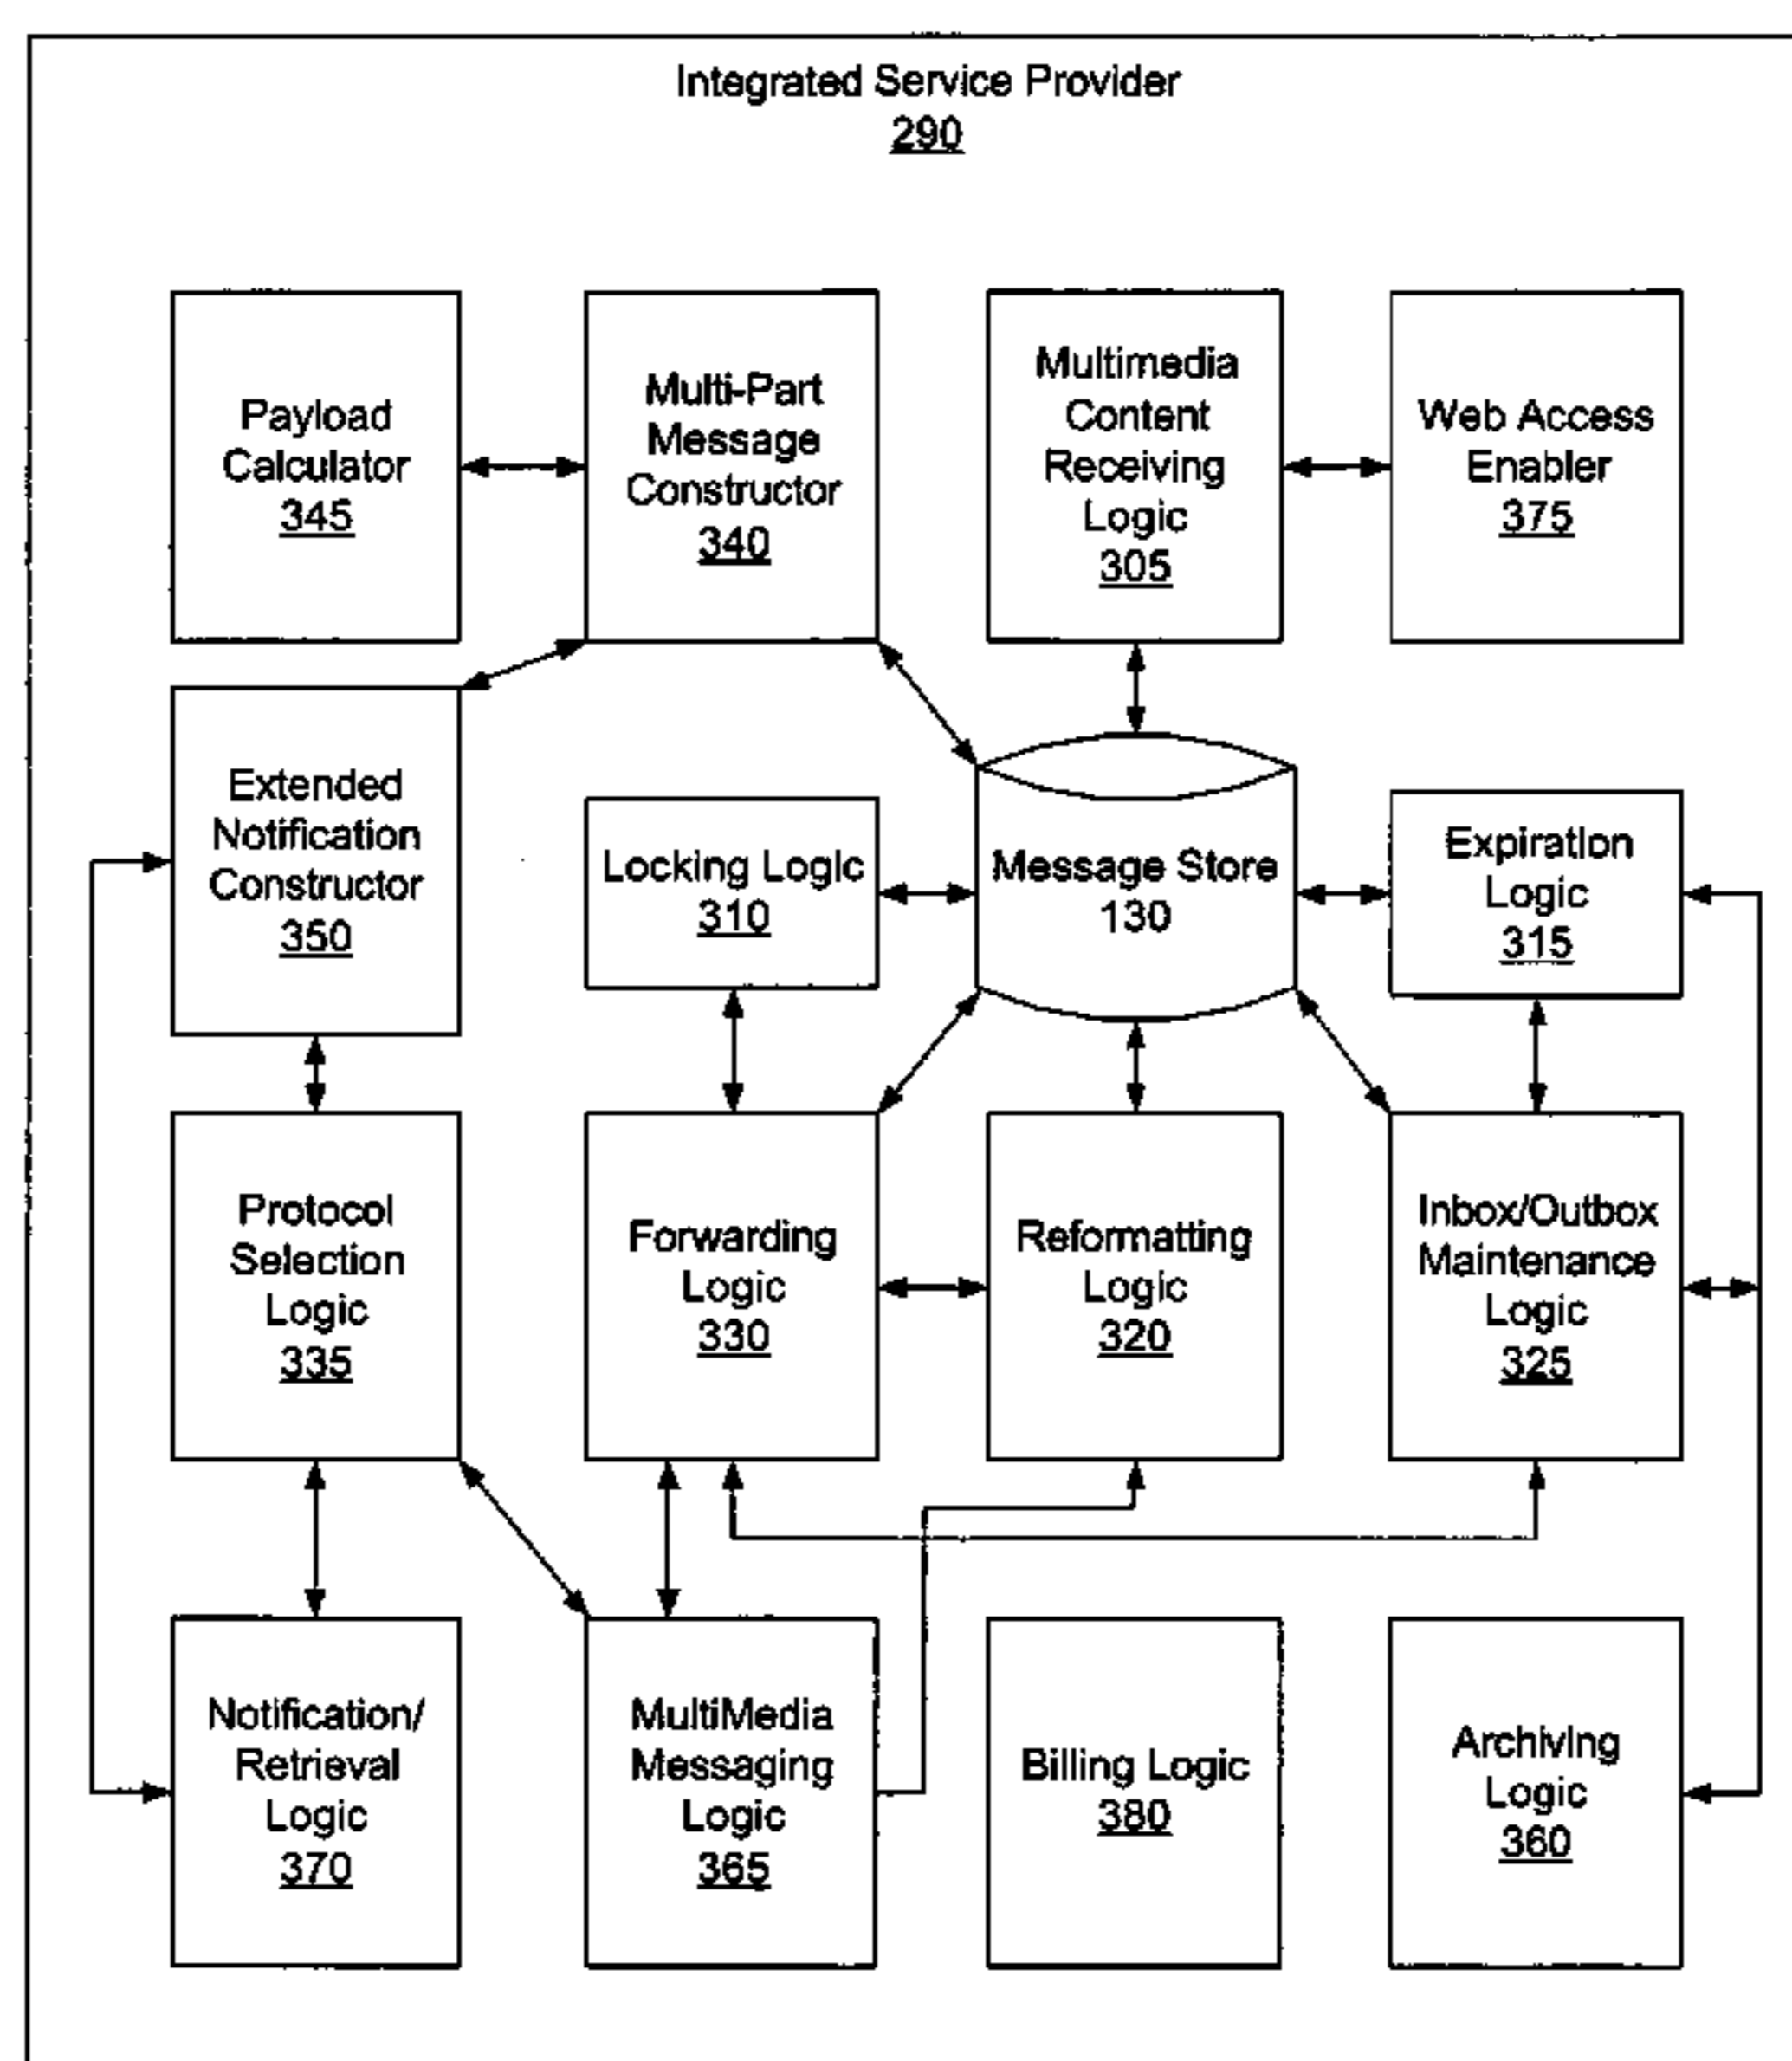 Integrated Service Provider
290
Payload
Calculator
345
Multi-Part
Message
Constructor
340
Multimedia
Content
Receiving
Logic
305
Web Access
Enabler
375
Extended
Notification
Constructor
350
Locking Logic
310
Message Store
130
Expiration
Logic
315
Protocol
Selection
Logic
335
Forwarding
Logic
330
Reformatting
Logic
320
Inbox/Outbox
Maintenance
Logic
325
Notification/
Retrieval
Logic
370
MultiMedia
Messaging
Logic
365
Billing Logic
380
Archiving
Logic
360